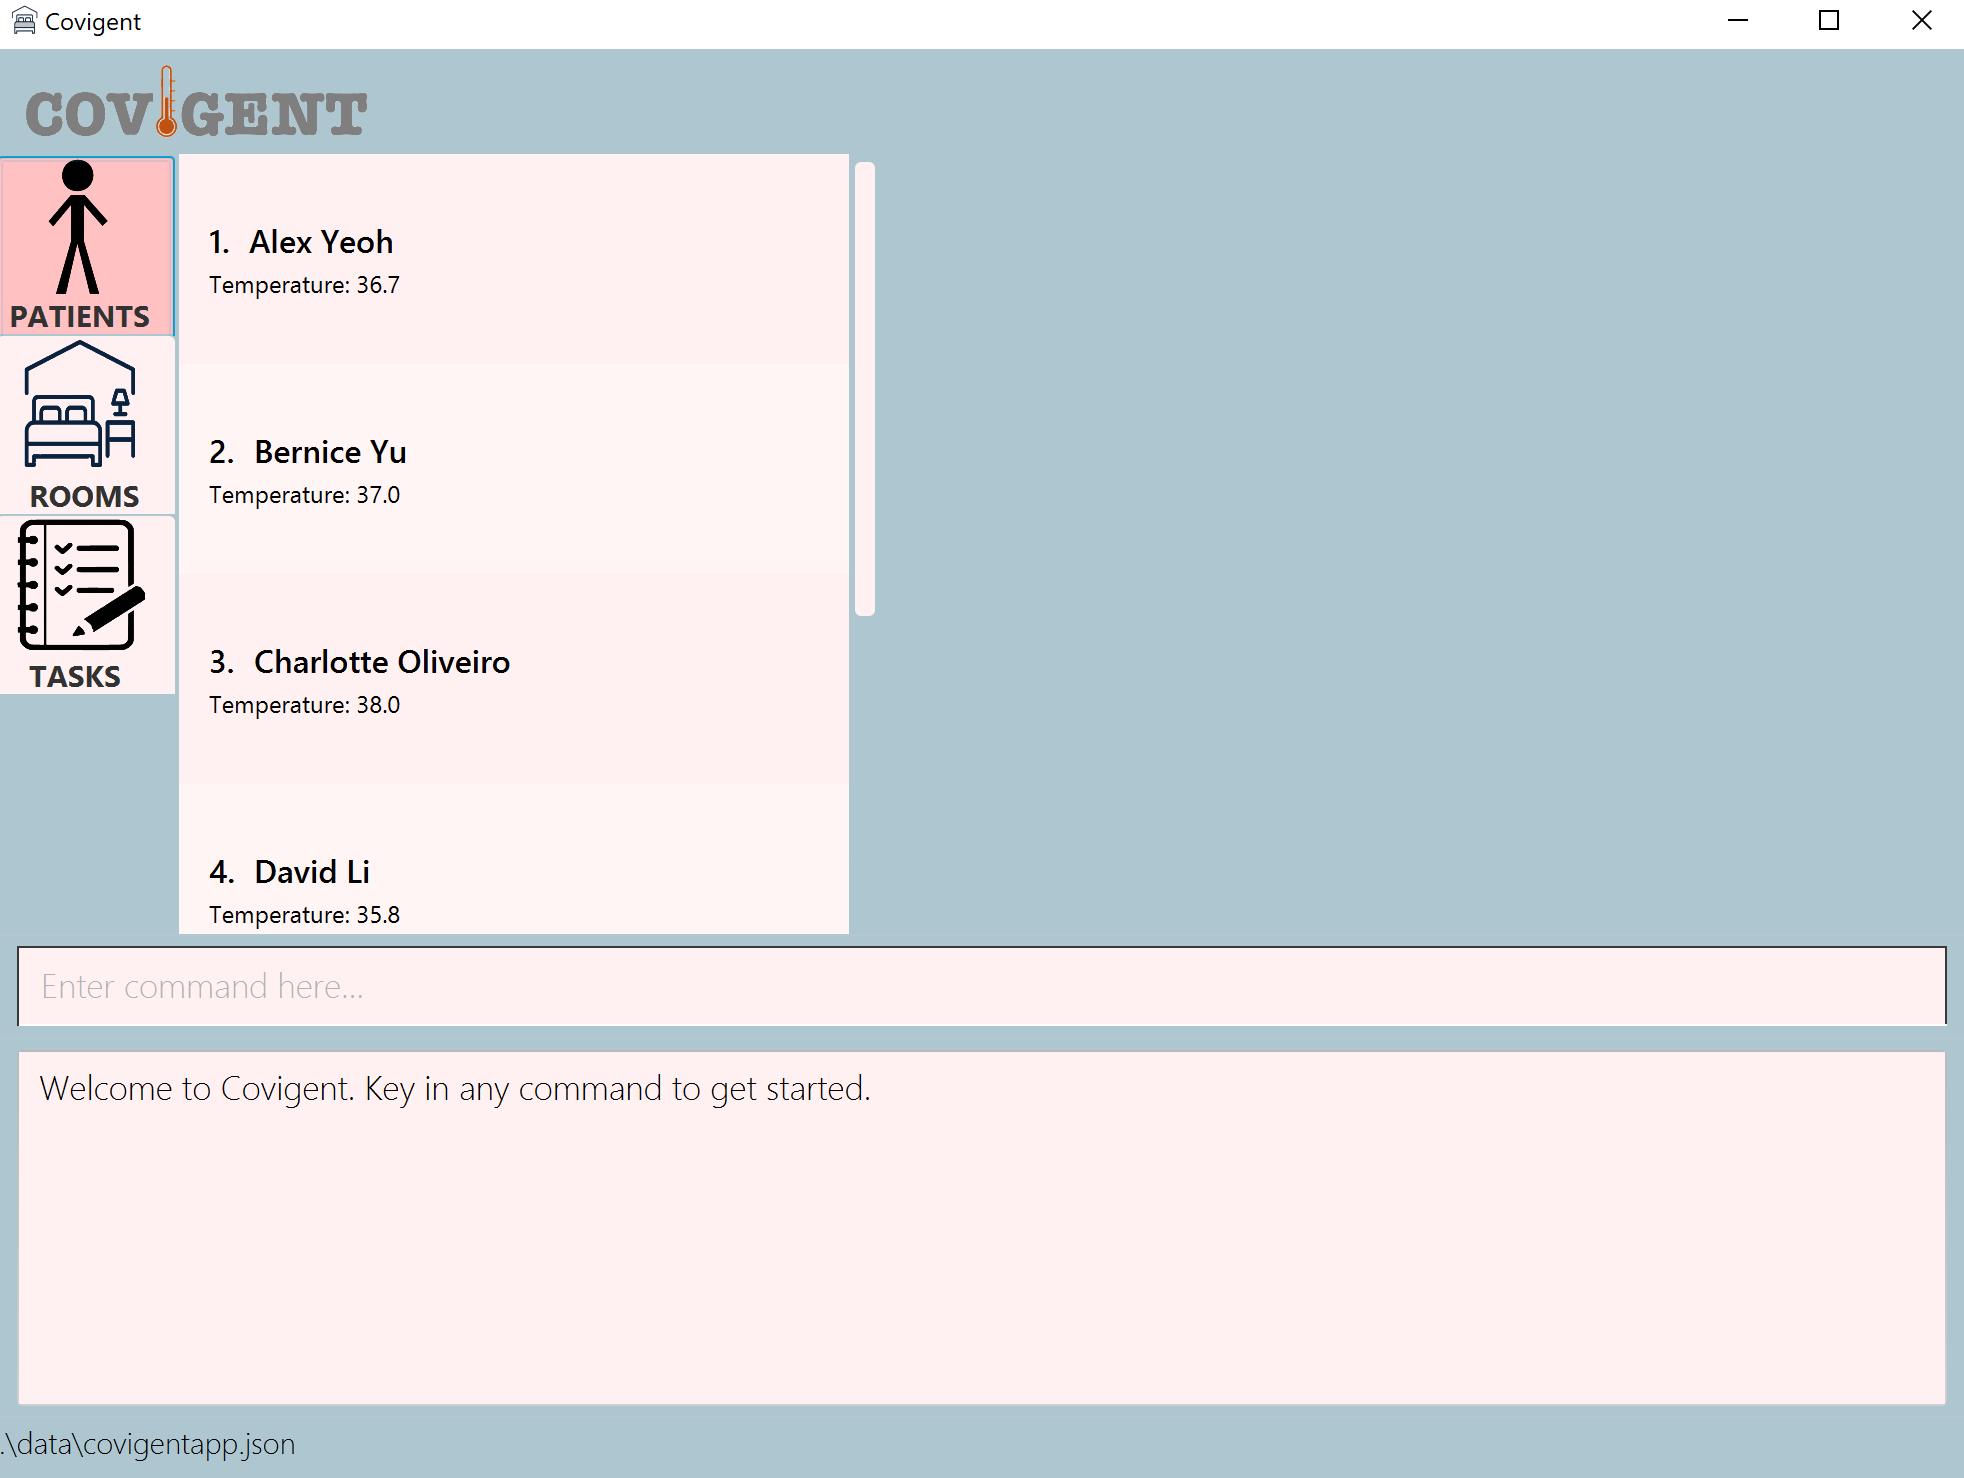 Covigent
COVIGENT
PATIENTS
ROOMS
TASKS
1. Alex Yeoh
Temperature: 36.7
2. Bernice Yu
Temperature: 37.0
3. Charlotte Oliveiro
Temperature: 38.0
4. David Li
Temperature: 35.8
Enter command here...
Welcome to Covigent. Key in any command to get started.
.\data\covigentapp.json